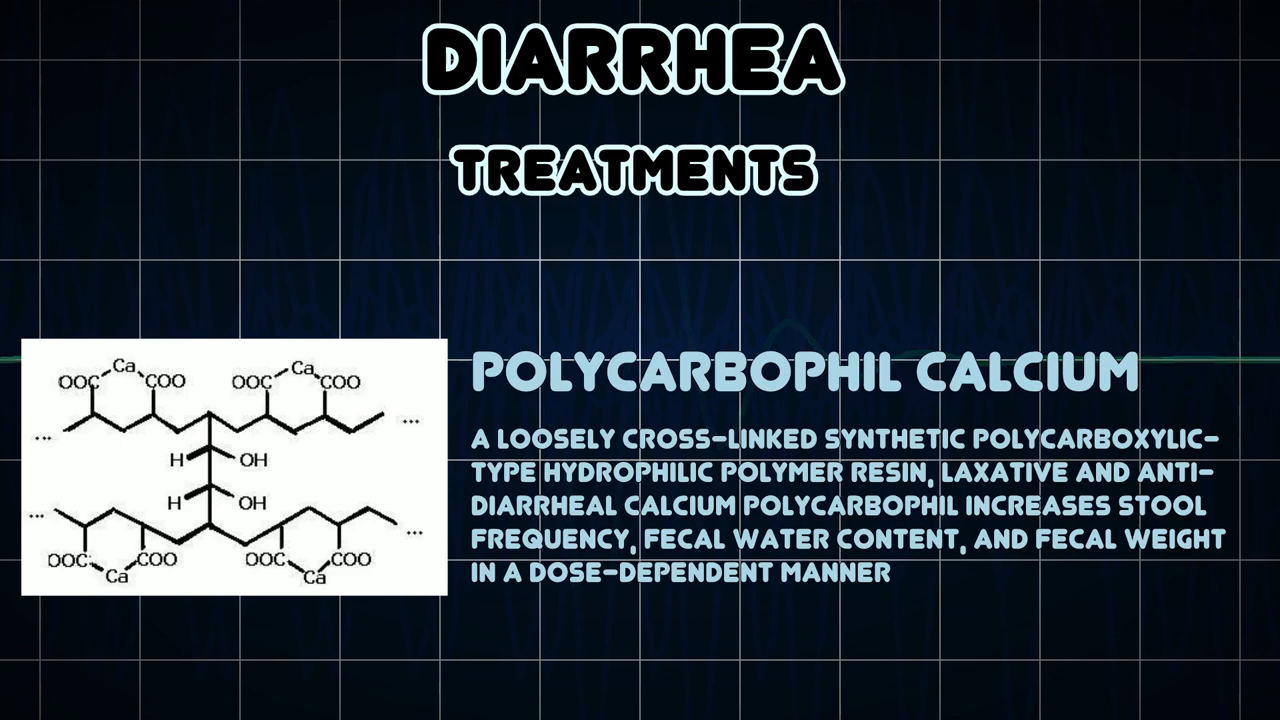 DIARRHEA
TREATMENTS
POLYCARBOPHIL CALCIUM
A LOOSELY CROSS-LINKED SYNTHETIC POLYCARBOXYLIC-
TYPE HYDROPHILIC POLYMER RESIN, LAXATIVE AND ANTI-
DIARRHEAL CALCIUM POLYCARBOPHIL INCREASES STOOL
FREQUENCY, FECAL WATER CONTENT, AND FECAL WEIGHT
IN A DOSE-DEPENDENT MANNER
Ca Ca
OOC COO OOC COO
... ...
H OH
H OH
... ...
OOC COO OOC COO
Ca Ca